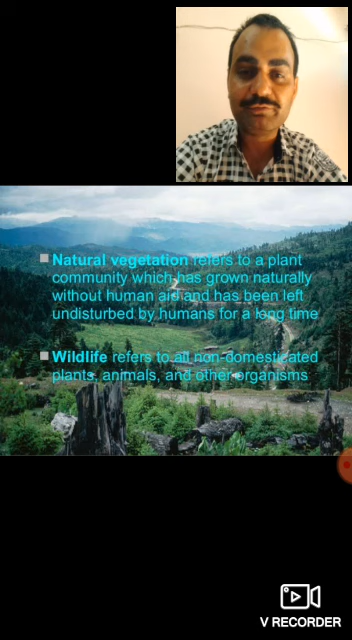 Natural vegetation refers to a plant
community which has grown naturally
without human aid and has been left
undisturbed by humans for a long time
Wildlife refers to all non-domesticated
plants, animals, and other organisms
V RECORDER